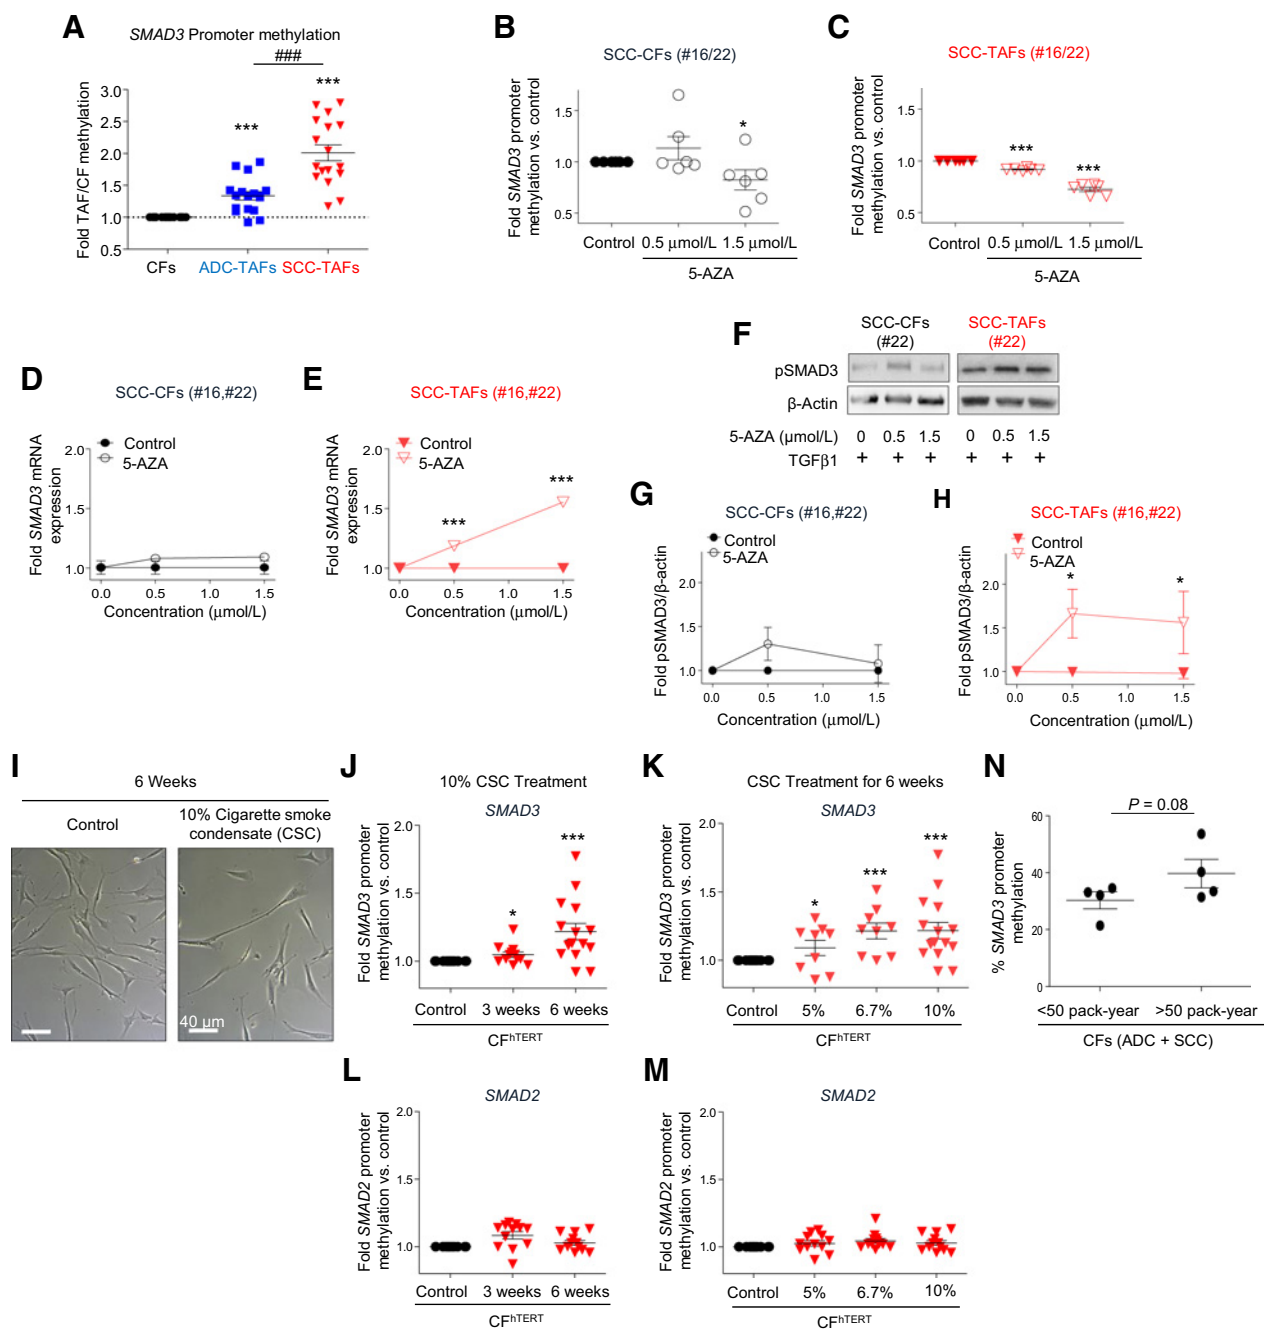 A
SMAD3 Promoter methylation
###
***
***
Fold TAF/CF methylation
3.0
2.5
2.0
1.5
1.0
0.5
CFs
ADC-TAFs
SCC-TAFs
B
SCC-CFs (#16/22)
Fold SMAD3 promoter
methylation vs. control
1.5
1.0
0.5
*
Control
0.5 μmol/L
1.5 μmol/L
5-AZA
C
SCC-TAFs (#16/22)
Fold SMAD3 promoter
methylation vs. control
1.5
1.0
0.5
***
***
Control
0.5 μmol/L
1.5 μmol/L
5-AZA
D
SCC-CFs (#16,#22)
Control
5-AZA
Fold SMAD3 mRNA
expression
2.0
1.5
1.0
0.0
0.5
1.0
1.5
Concentration (μmol/L)
E
SCC-TAFs (#16,#22)
Control
5-AZA
***
***
Fold SMAD3 mRNA
expression
2.0
1.5
1.0
0.0
0.5
1.0
1.5
Concentration (μmol/L)
F
SCC-CFs
(#22)
SCC-TAFs
(#22)
pSMAD3
β-Actin
5-AZA (μmol/L) 0 0.5 1.5 0 0.5 1.5
TGFβ1 + + + + + +
G
SCC-CFs (#16,#22)
Control
5-AZA
Fold pSMAD3/β-actin
2.0
1.5
1.0
0.0
0.5
1.0
1.5
Concentration (μmol/L)
H
SCC-TAFs (#16,#22)
Control
5-AZA
*
*
Fold pSMAD3/β-actin
2.0
1.5
1.0
0.0
0.5
1.0
1.5
Concentration (μmol/L)
I
6 Weeks
Control
10% Cigarette smoke
condensate (CSC)
40 μm
J
10% CSC Treatment
SMAD3
Fold SMAD3 promoter
methylation vs. control
2.0
1.5
1.0
*
***
Control
3 weeks
6 weeks
CFhTERT
K
CSC Treatment for 6 weeks
SMAD3
Fold SMAD3 promoter
methylation vs. control
2.0
1.5
1.0
*
***
***
Control
5%
6.7%
10%
CFhTERT
N
P = 0.08
% SMAD3 promoter
methylation
60
40
20
0
<50 pack-year
>50 pack-year
CFs (ADC + SCC)
L
SMAD2
Fold SMAD2 promoter
methylation vs. control
2.0
1.5
1.0
Control
3 weeks
6 weeks
CFhTERT
M
SMAD2
Fold SMAD2 promoter
methylation vs. control
2.0
1.5
1.0
Control
5%
6.7%
10%
CFhTERT